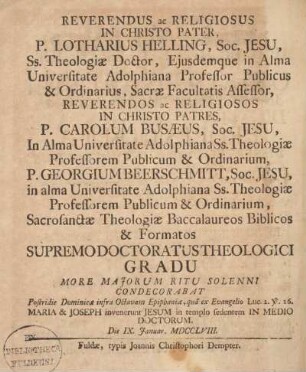 REVERENDUS ac RELIGIOSUS
IN CHRISTO PATER,
P. LOTHARIUS HELLING, Soc. JESU,
Ss. Theologiæ Doctor, Ejusdemque in Alma
Universitate Adolphiana Professor Publicus
& Ordinarius, Sacræ Facultatis Assessor,
REVERENDOS ac RELIGIOSOS
IN CHRISTO PATRES,
P. CAROLUM BUSÆUS, Soc. JESU,
In Alma Universitate Adolphiana Ss. Theologiæ
Professorem Publicum & Ordinarium,
P. GEORGIUM BEERSCHMITT, Soc. JESU,
in alma Universitate Adolphiana Ss. Theologiæ
Professorem Publicum & Ordinarium,
Sacrosanctæ Theologiæ Baccalaureos Biblicos
& Formatos
SUPREMO DOCTORATUS THEOLOGICI
GRADU
MORE MAJORUM RITU SOLENNI
CONDECORABAT
Postridie Dominicæ infra Octavam Epiphaniæ, quâ ex Evangelio Luc. 2. ℣. 16.
MARIA & JOSEPH invenerunt JESUM in templo sedentem IN MEDIO
DOCTORUM.
Die IX. Januar. MDCCLVIII.
Fuldæ, typis Joannis Christophori Dempter.
BIBLIOTHECA
FULDENSIS